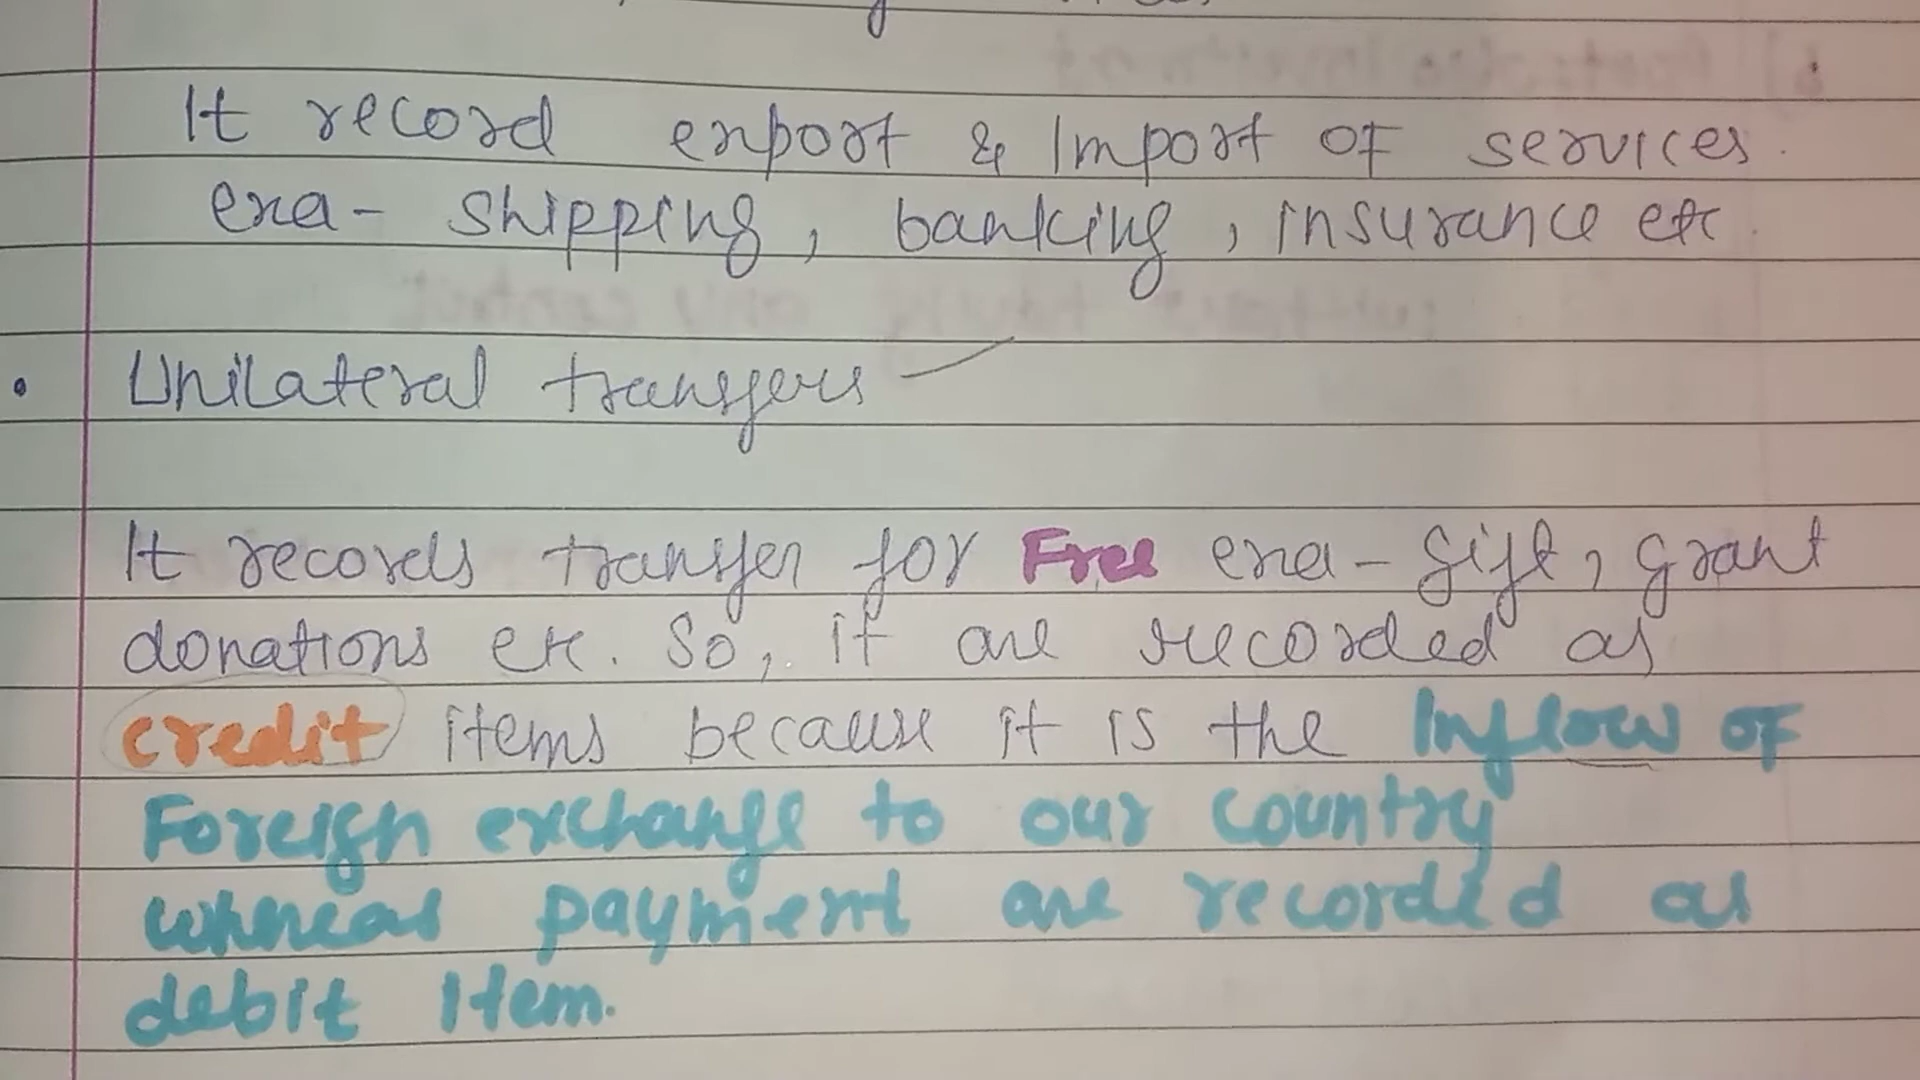 It record export & Import of services.
exa- shipping, banking, insurance etc
• Unilateral transfers -
It records transfer for Free exa- gift, grant
donations etc. So, it are recorded as
credit items because it is the Inflow of
Foreign exchange to our country
whereas payment are recorded as
debit Item.